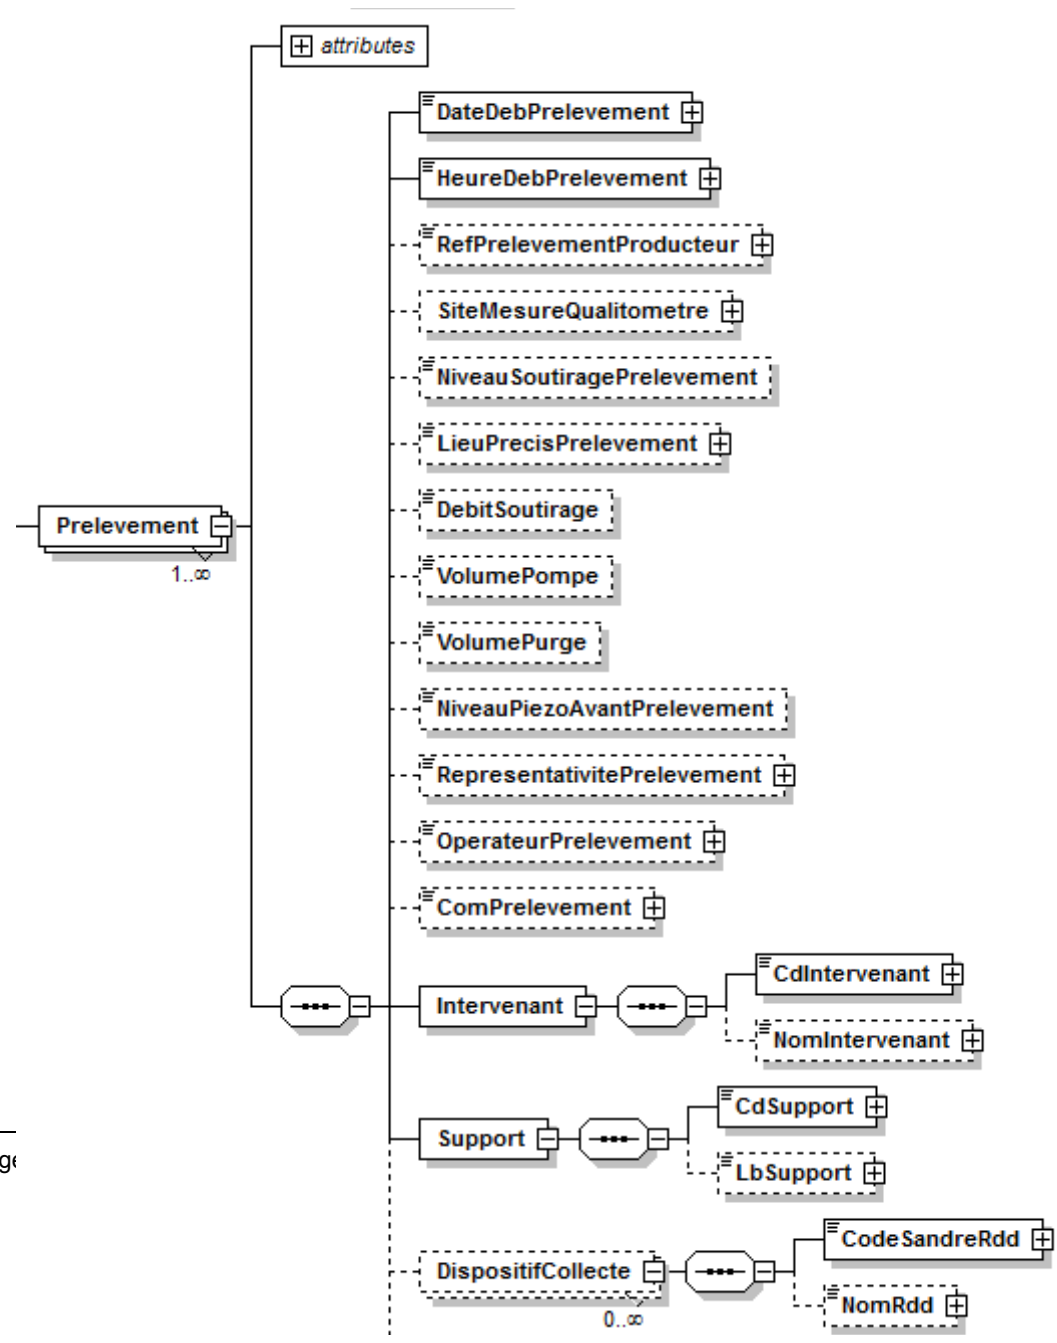 attributes
DateDebPrelevement
HeureDebPrelevement
RefPrelevementProducteur
SiteMesureQualitometre
NiveauSoutiragePrelevement
LieuPrecisPrelevement
DebitSoutirage
Prelevement
1..∞
VolumePompe
VolumePurge
NiveauPiezoAvantPrelevement
RepresentativitePrelevement
OperateurPrelevement
ComPrelevement
CdIntervenant
Intervenant
NomIntervenant
CdSupport
Support
LbSupport
CodeSandreRdd
DispositifCollecte
0..∞
NomRdd